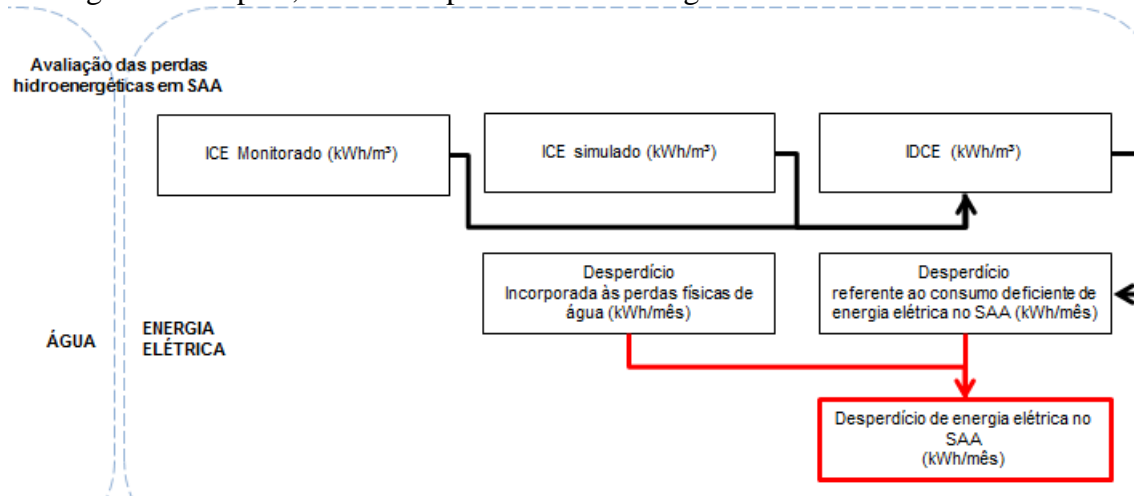 Avaliação das perdas
hidroenergéticas em SAA
ICE Monitorado (kWh/m³)
ICE simulado (kWh/m³)
IDCE (kWh/m³)
Desperdício
Incorporada às perdas físicas de
água (kWh/mês)
Desperdício
referente ao consumo deficiente de
energia elétrica no SAA (kWh/mês)
ÁGUA
ENERGIA
ELÉTRICA
Desperdício de energia elétrica no
SAA
(kWh/mês)